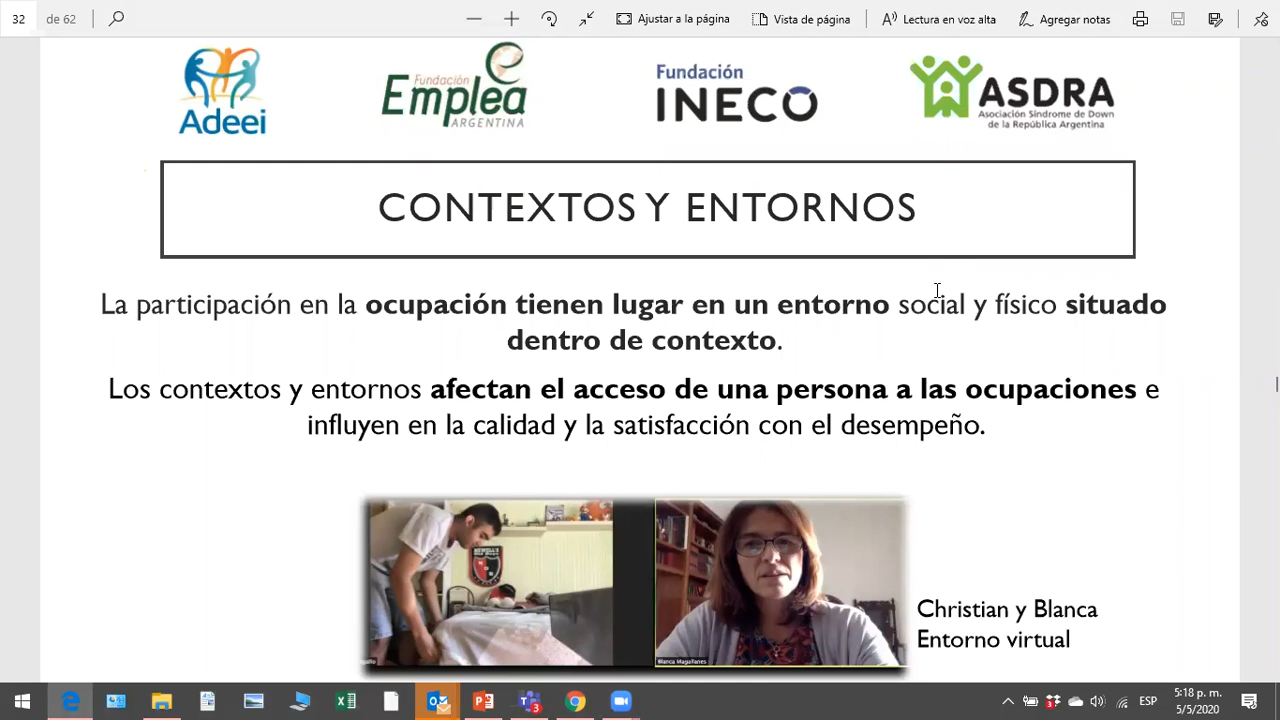 32 de 62 Ajustar a la página Vista de página Lectura en voz alta Agregar notas
Adeei
Fundación
Emplea
ARGENTINA
Fundación
INECO
ASDRA
Asociación Síndrome de Down
de la República Argentina
CONTEXTOS Y ENTORNOS
La participación en la ocupación tienen lugar en un entorno social y físico situado
dentro de contexto.
Los contextos y entornos afectan el acceso de una persona a las ocupaciones e
influyen en la calidad y la satisfacción con el desempeño.
NEWELL'S
Blanca Magallanes
Christian y Blanca
Entorno virtual
3
3
ESP
5:18 p. m.
5/5/2020